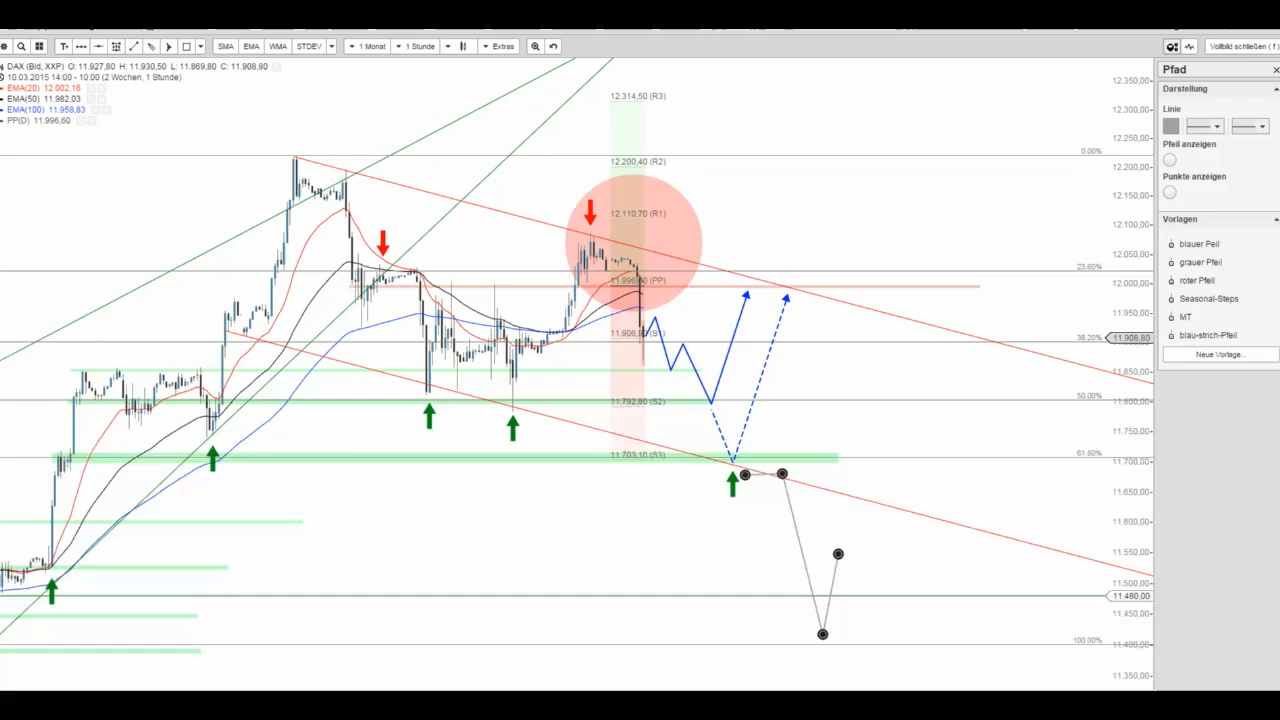 T+ SMA EMA WMA STDEV 1 Monat 1 Stunde Extras Vollbild schließen ( f )
DAX (Bid, XXP) O: 11.927,80 H: 11.930,50 L: 11.869,80 C: 11.908,80
10.03.2015 14:00 - 10:00 (2 Wochen, 1 Stunde)
EMA(20) 12.002,16
EMA(50) 11.982,03
EMA(100) 11.958,83
PP(D) 11.996,60
12.314,50 (R3)
12.200,40 (R2)
12.110,70 (R1)
11.996,60 (PP)
11.906,90 (S1)
11.792,80 (S2)
11.703,10 (S3)
0.00%
23.60%
38.20%
50.00%
61.60%
100.00%
12.350,00
12.300,00
12.250,00
12.200,00
12.150,00
12.100,00
12.050,00
12.000,00
11.950,00
11.908,80
11.850,00
11.800,00
11.750,00
11.700,00
11.650,00
11.600,00
11.550,00
11.500,00
11.480,00
11.450,00
11.400,00
11.350,00
Pfad
Darstellung
Linie
Pfeil anzeigen
Punkte anzeigen
Vorlagen
blauer Peil
grauer Pfeil
roter Pfeil
Seasonal-Steps
MT
blau-strich-Pfeil
Neue Vorlage...